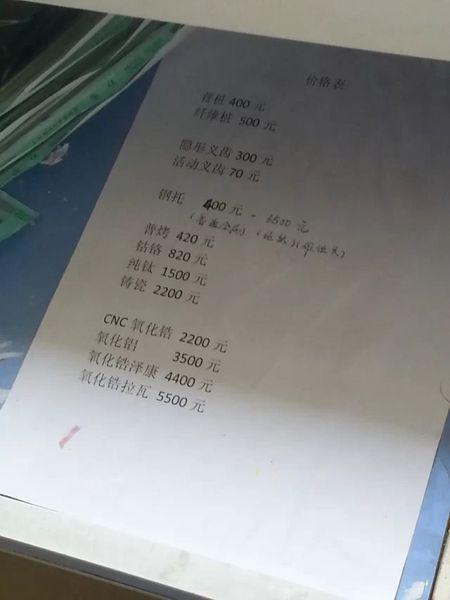 价格表
普桩 400 元
纤维桩 500 元
隐形义齿 300 元
活动义齿 70 元
钢托 400 元 - 3500 元
普烤 420 元
钴铬 820 元
纯钛 1500 元
铸瓷 2200 元
CNC 氧化锆 2200 元
氧化铝 3500 元
氧化锆泽康 4400 元
氧化锆拉瓦 5500 元